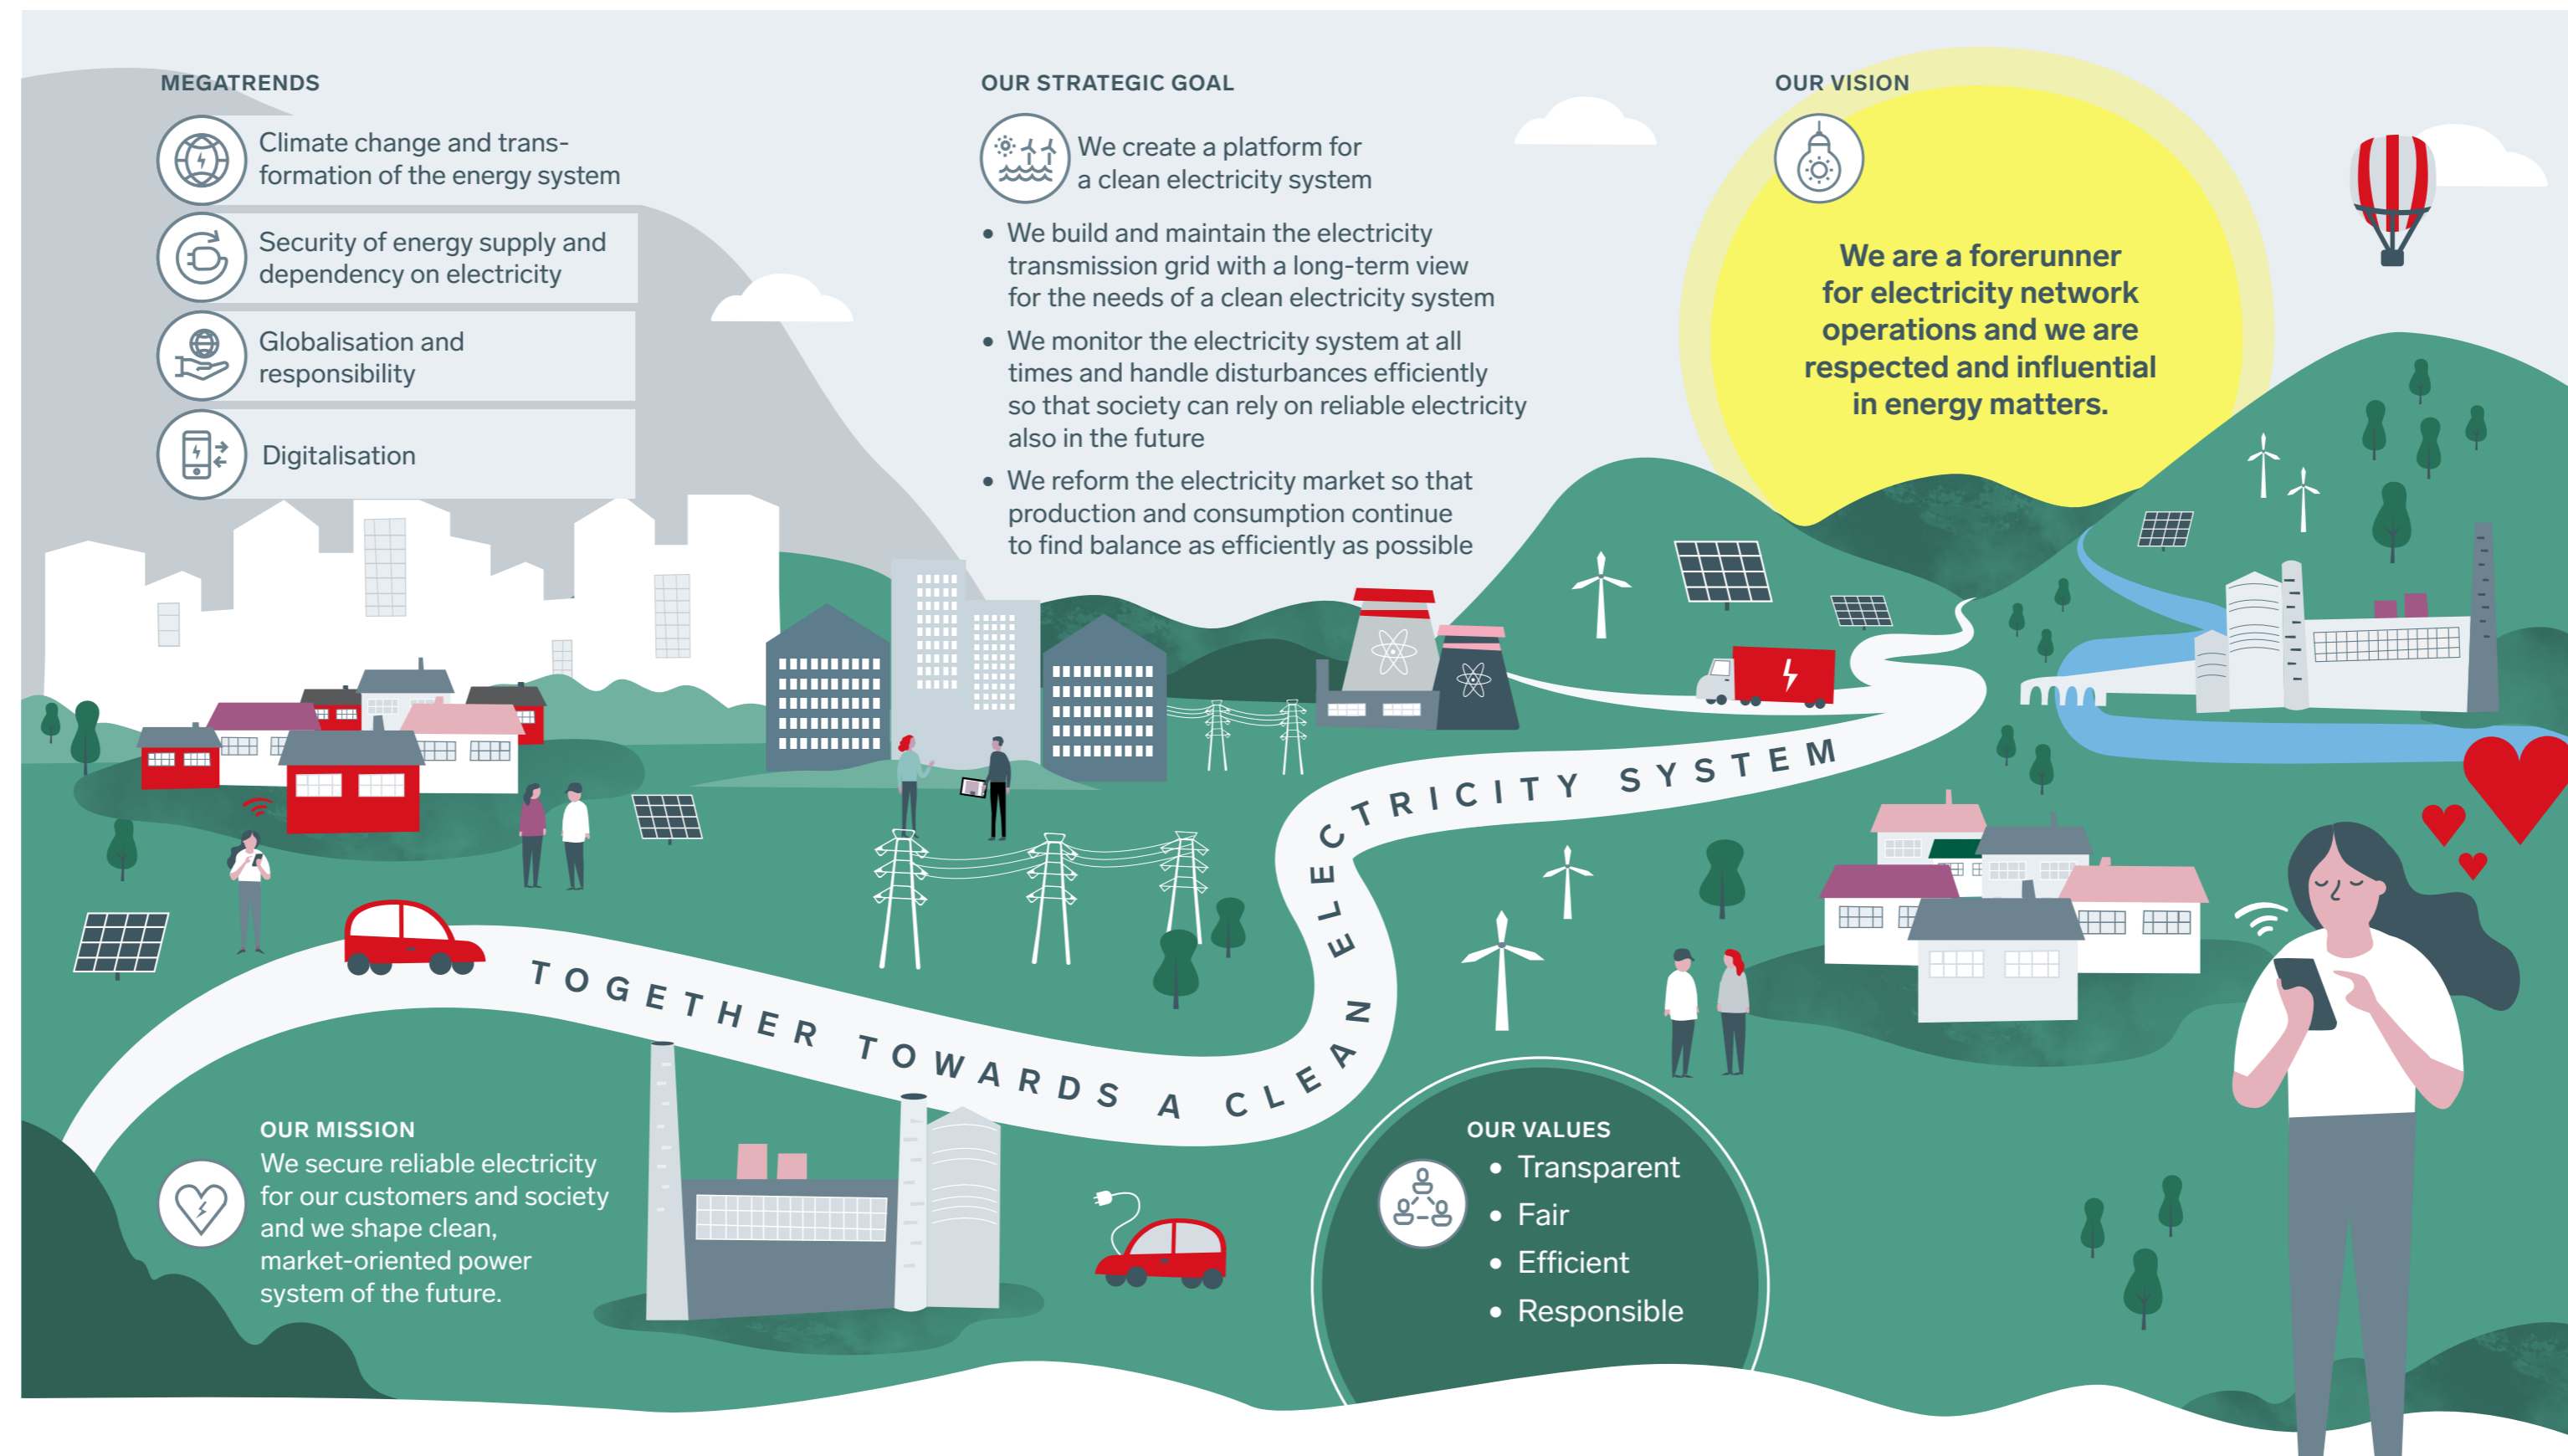 MEGATRENDS
Climate change and trans-
formation of the energy system
Security of energy supply and
dependency on electricity
Globalisation and
responsibility
Digitalisation
OUR STRATEGIC GOAL
We create a platform for
a clean electricity system
• We build and maintain the electricity
transmission grid with a long-term view
for the needs of a clean electricity system
• We monitor the electricity system at all
times and handle disturbances efficiently
so that society can rely on reliable electricity
also in the future
• We reform the electricity market so that
production and consumption continue
to find balance as efficiently as possible
OUR VISION
We are a forerunner
for electricity network
operations and we are
respected and influential
in energy matters.
TOGETHER TOWARDS A CLEAN ELECTRICITY SYSTEM
OUR MISSION
We secure reliable electricity
for our customers and society
and we shape clean,
market-oriented power
system of the future.
OUR VALUES
• Transparent
• Fair
• Efficient
• Responsible